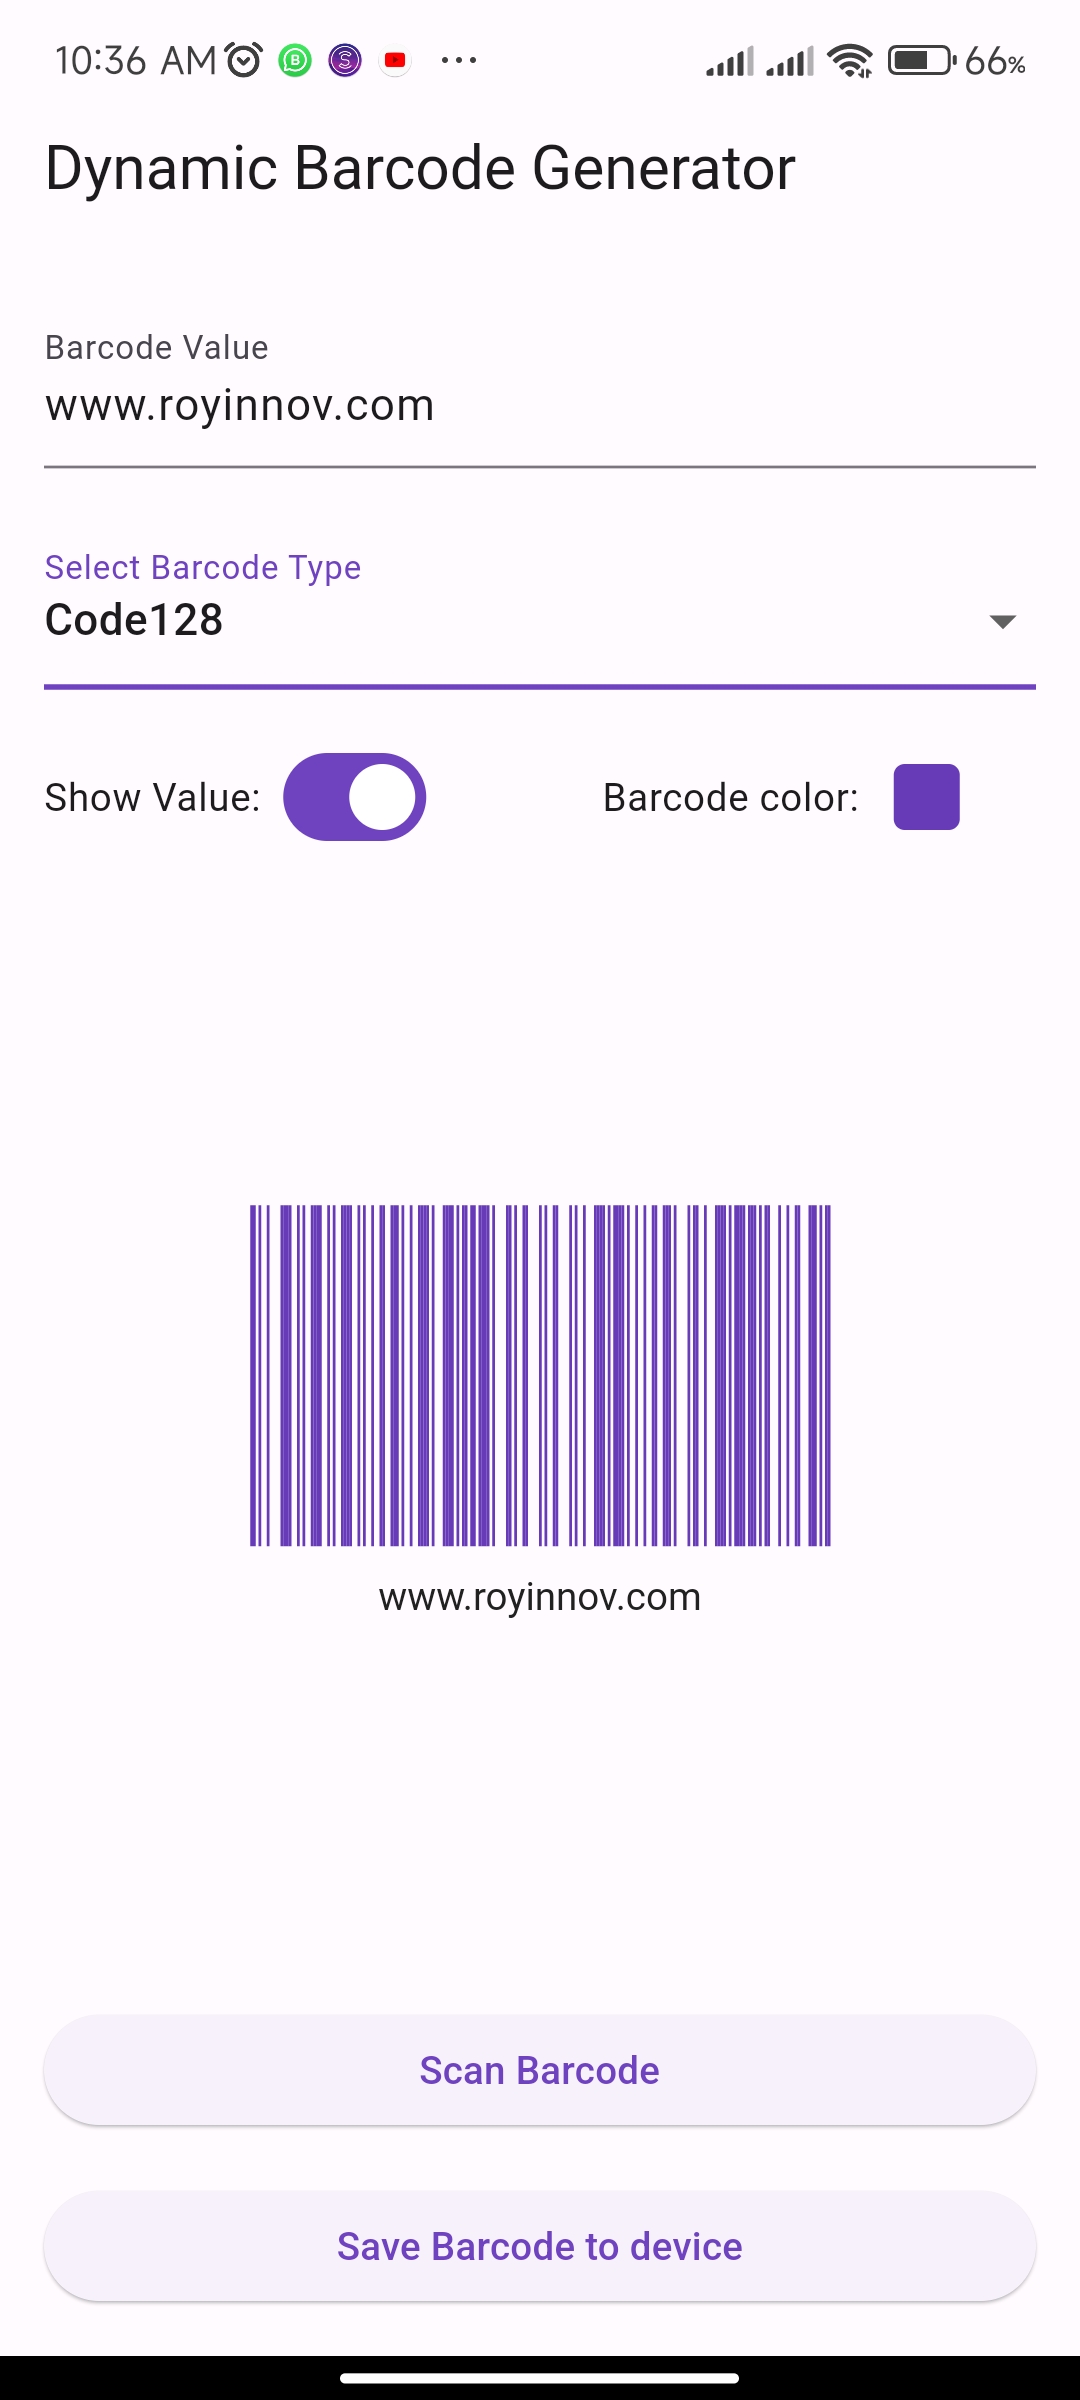 10:36 AM 66%
Dynamic Barcode Generator
Barcode Value
www.royinnov.com
Select Barcode Type
Code128
Show Value: Barcode color:
www.royinnov.com
Scan Barcode
Save Barcode to device